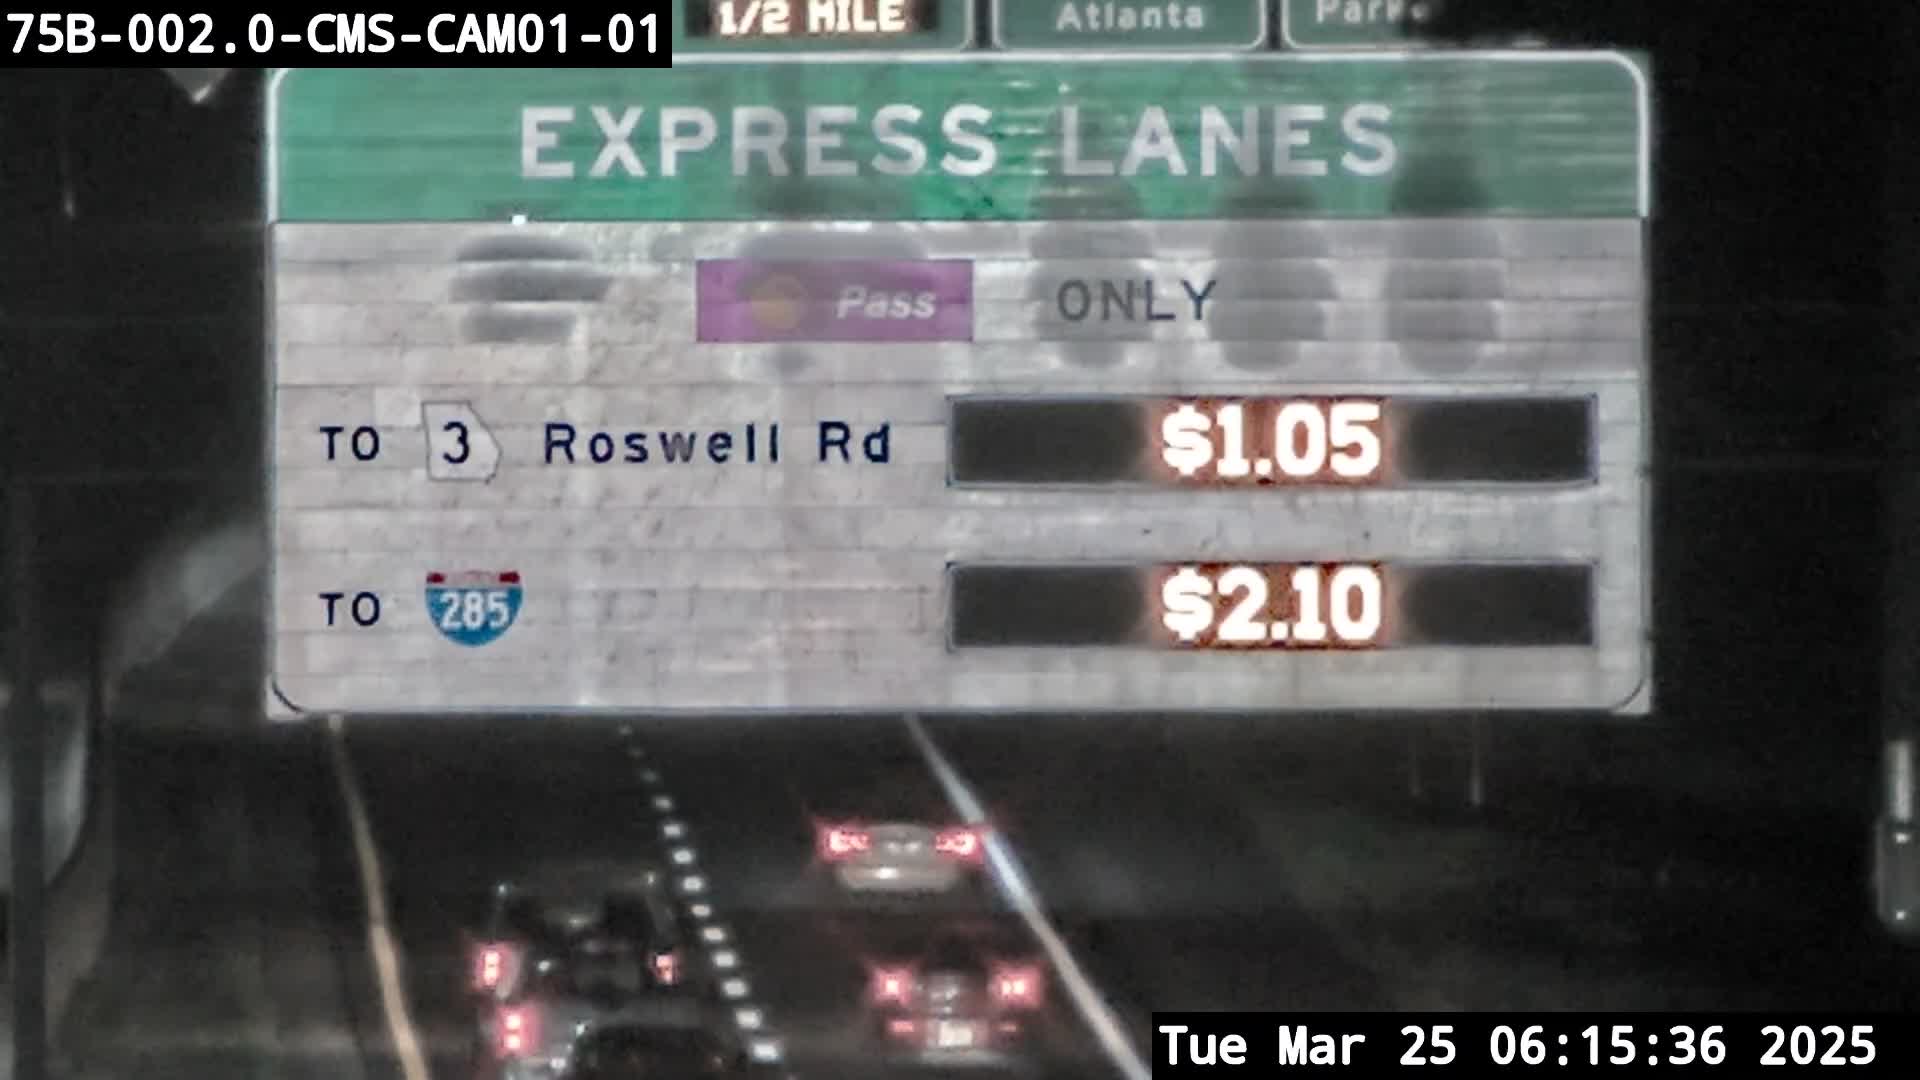 75B-002.0-CMS-CAM01-01
1/2 MILE
Atlanta
EXPRESS LANES
Pass ONLY
TO 3 Roswell Rd $1.05
TO 285 $2.10
Tue Mar 25 06:15:36 2025